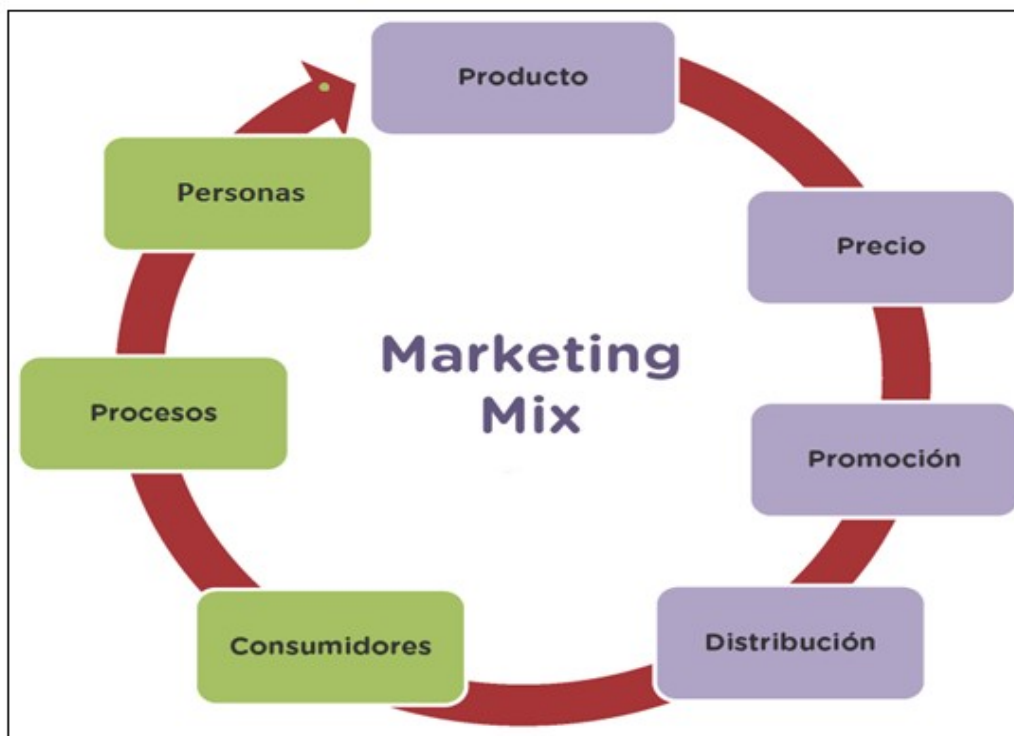 Producto
Precio
Promoción
Distribución
Consumidores
Procesos
Personas
Marketing
Mix